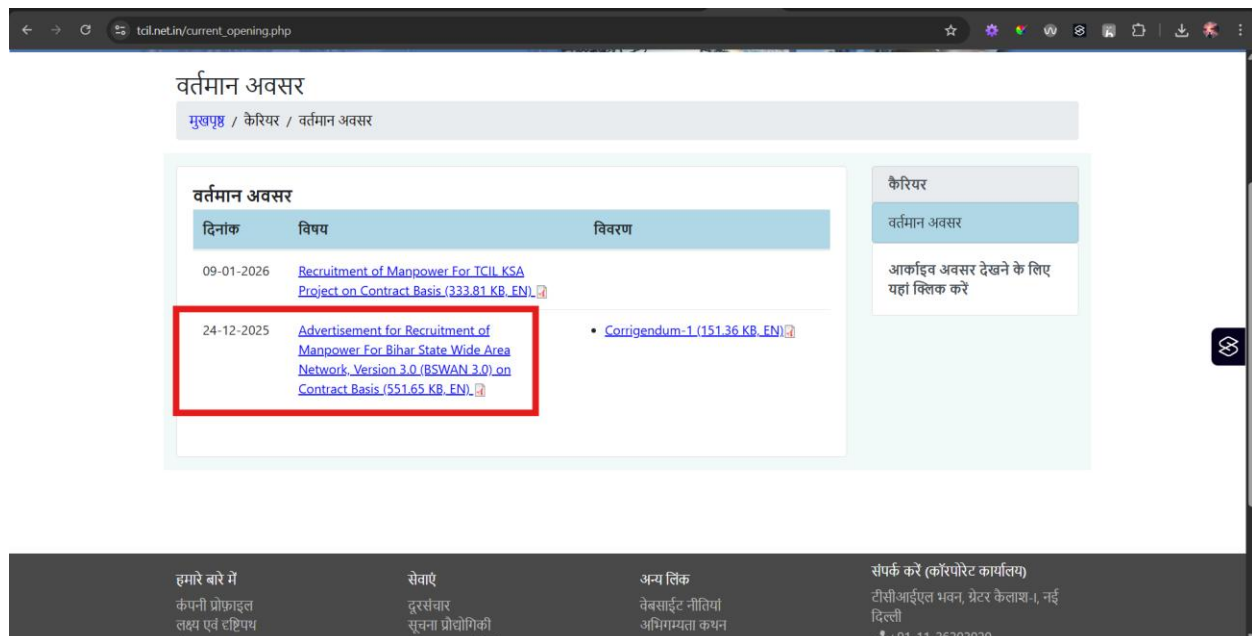 tcil.net.in/current_opening.php
वर्तमान अवसर
मुखपृष्ठ / केरियर / वर्तमान अवसर
वर्तमान अवसर
दिनांक विषय विवरण
09-01-2026 Recruitment of Manpower For TCIL KSA
Project on Contract Basis (333.81 KB, EN)
24-12-2025 Advertisement for Recruitment of • Corrigendum-1 (151.36 KB, EN)
Manpower For Bihar State Wide Area
Network, Version 3.0 (BSWAN 3.0) on
Contract Basis (551.65 KB, EN)
कैरियर
वर्तमान अवसर
आर्काइव अवसर देखने के लिए
यहां क्लिक करें
हमारे बारे में
कंपनी प्रोफ़ाइल
लक्ष्य एवं दृष्टिपथ
सेवाएं
दूरसंचार
सूचना प्रौद्योगिकी
अन्य लिंक
वेबसाईट नीतियां
अभिगम्यता कथन
संपर्क करें (कॉरपोरेट कार्यालय)
टीसीआईएल भवन, ग्रेटर कैलाश-I, नई
दिल्ली